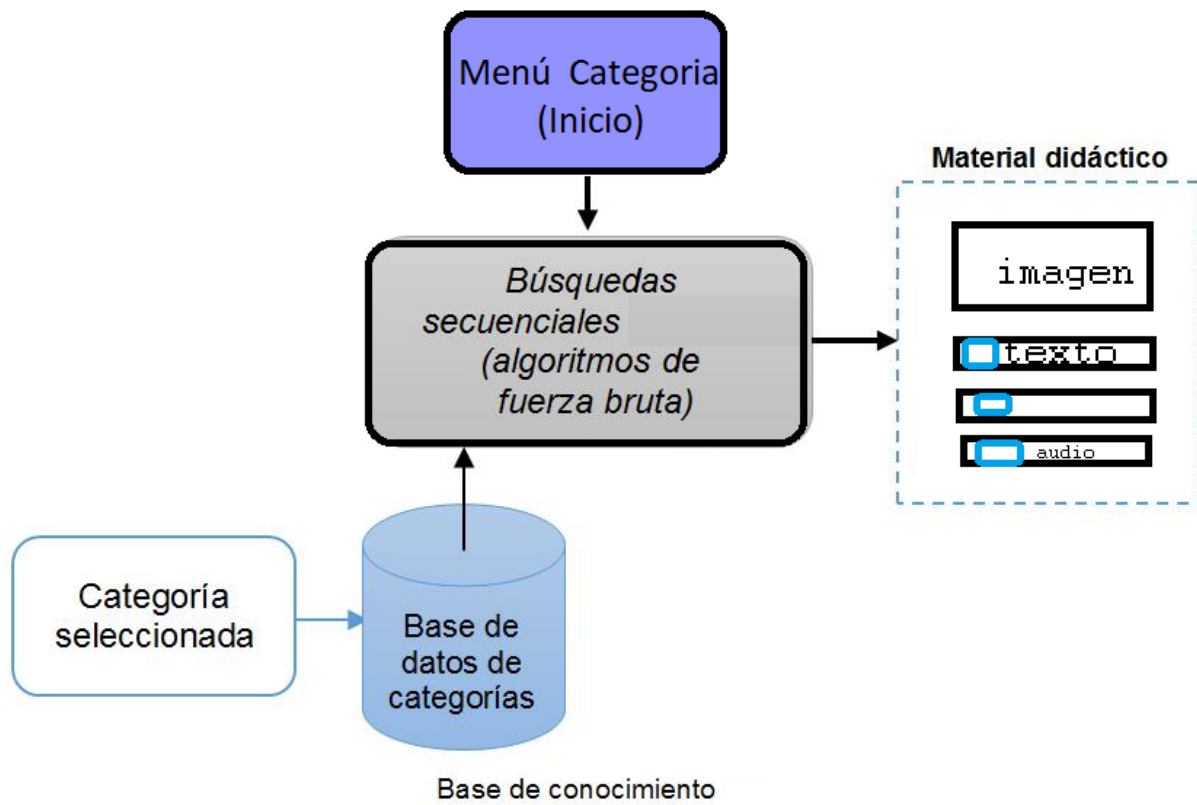 Menú Categoria
(Inicio)
Material didáctico
imagen
texto
audio
Búsquedas
secuenciales
(algoritmos de
fuerza bruta)
Categoría
seleccionada
Base de
datos de
categorías
Base de conocimiento